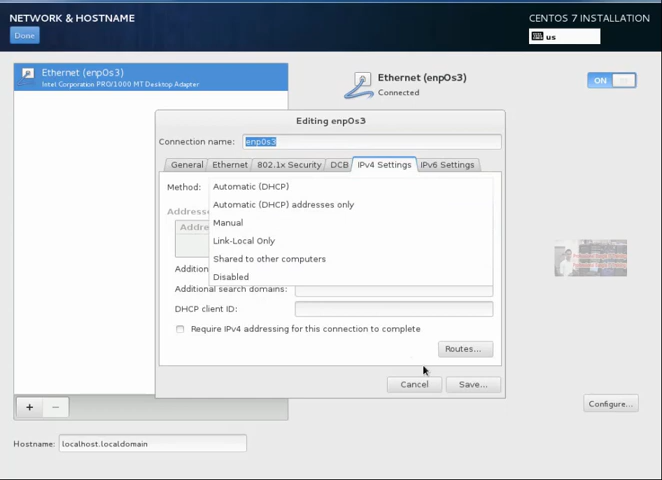 NETWORK & HOSTNAME
CENTOS 7 INSTALLATION
Done
us
Ethernet (enp0s3)
Intel Corporation PRO/1000 MT Desktop Adapter
Ethernet (enp0s3)
Connected
ON
Editing enp0s3
Connection name: enp0s3
General Ethernet 802.1x Security DCB IPv4 Settings IPv6 Settings
Method: Automatic (DHCP)
Automatic (DHCP) addresses only
Addresse
Manual
Addre
Link-Local Only
Shared to other computers
Addition
Disabled
Additional search domains:
DHCP client ID:
Require IPv4 addressing for this connection to complete
Routes...
Cancel Save...
+ −
Configure...
Hostname: localhost.localdomain